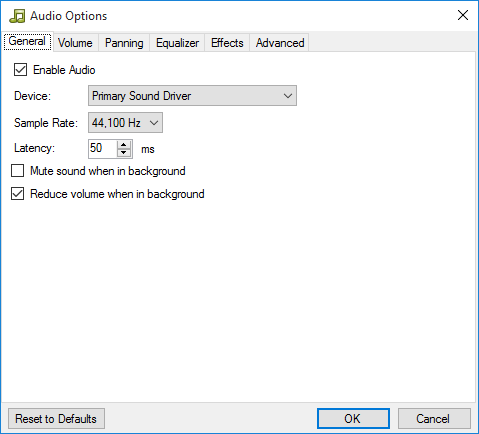 Audio Options
General Volume Panning Equalizer Effects Advanced
Enable Audio
Device: Primary Sound Driver
Sample Rate: 44,100 Hz
Latency: 50 ms
Mute sound when in background
Reduce volume when in background
Reset to Defaults OK Cancel